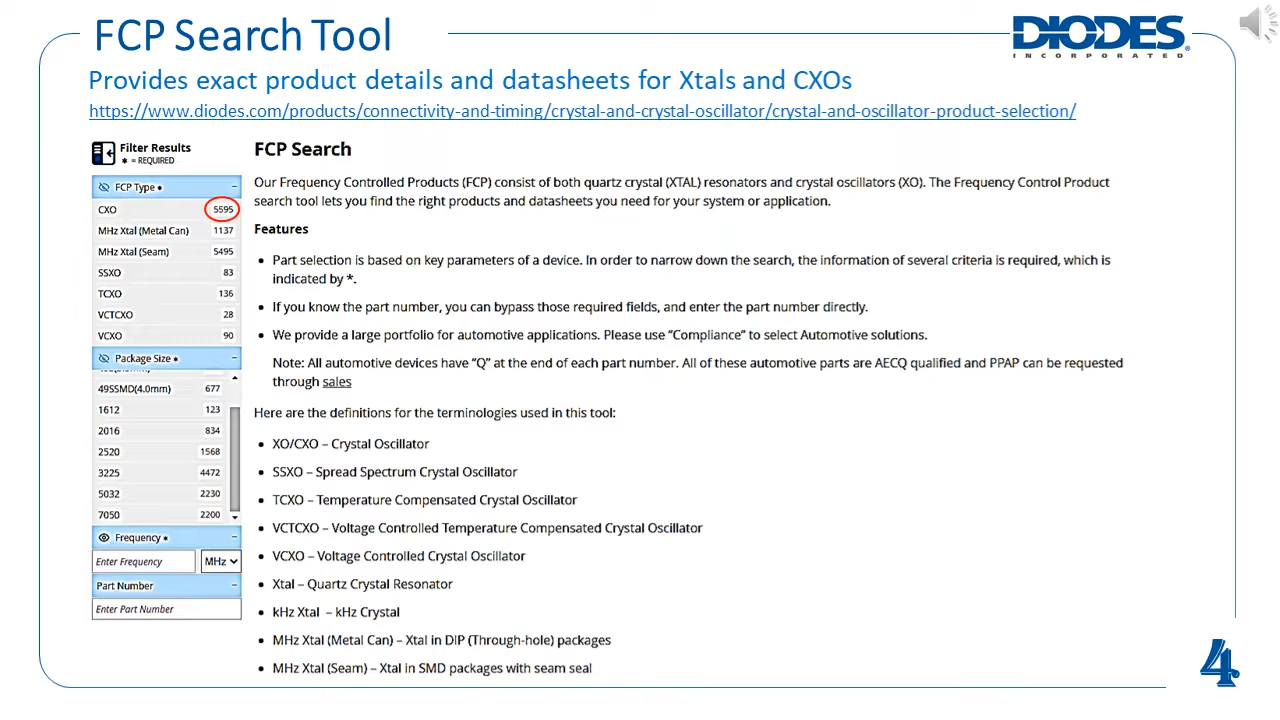 FCP Search Tool
DIODES
INCORPORATED
Provides exact product details and datasheets for Xtals and CXOs
https://www.diodes.com/products/connectivity-and-timing/crystal-and-crystal-oscillator/crystal-and-oscillator-product-selection/
Filter Results
* = REQUIRED
FCP Type •
CXO 5595
MHz Xtal (Metal Can) 1137
MHz Xtal (Seam) 5495
SSXO 83
TCXO 136
VCTCXO 28
VCXO 90
Package Size •
49SSMD(4.0mm) 677
1612 123
2016 834
2520 1568
3225 4472
5032 2230
7050 2200
Frequency •
Enter Frequency MHz
Part Number
Enter Part Number
FCP Search
Our Frequency Controlled Products (FCP) consist of both quartz crystal (XTAL) resonators and crystal oscillators (XO). The Frequency Control Product
search tool lets you find the right products and datasheets you need for your system or application.
Features
• Part selection is based on key parameters of a device. In order to narrow down the search, the information of several criteria is required, which is
indicated by *.
• If you know the part number, you can bypass those required fields, and enter the part number directly.
• We provide a large portfolio for automotive applications. Please use “Compliance” to select Automotive solutions.
Note: All automotive devices have “Q” at the end of each part number. All of these automotive parts are AECQ qualified and PPAP can be requested
through sales
Here are the definitions for the terminologies used in this tool:
• XO/CXO – Crystal Oscillator
• SSXO – Spread Spectrum Crystal Oscillator
• TCXO – Temperature Compensated Crystal Oscillator
• VCTCXO – Voltage Controlled Temperature Compensated Crystal Oscillator
• VCXO – Voltage Controlled Crystal Oscillator
• Xtal – Quartz Crystal Resonator
• kHz Xtal – kHz Crystal
• MHz Xtal (Metal Can) – Xtal in DIP (Through-hole) packages
• MHz Xtal (Seam) – Xtal in SMD packages with seam seal
4